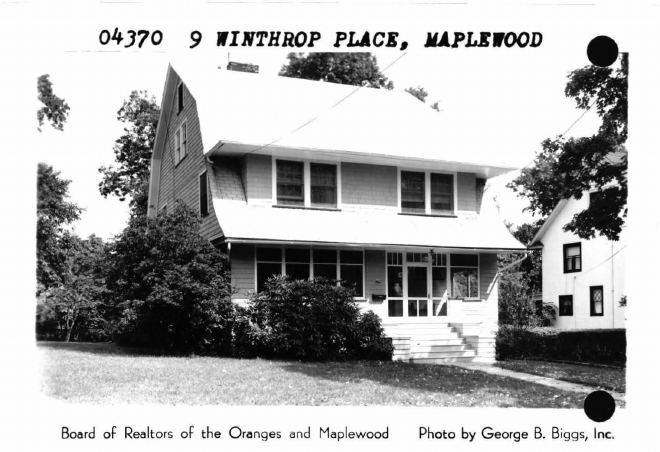 04370 9 WINTHROP PLACE, MAPLEWOOD
Board of Realtors of the Oranges and Maplewood Photo by George B. Biggs, Inc.